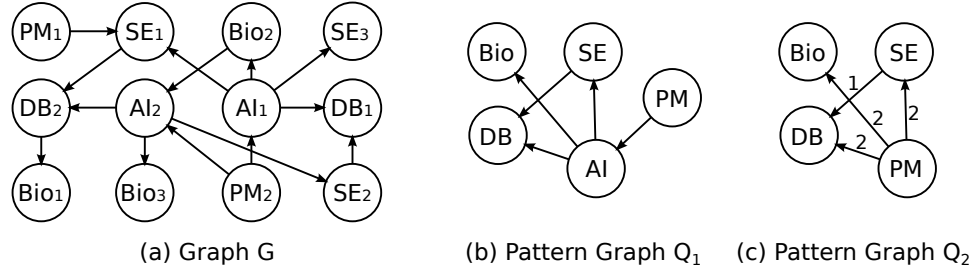 PM1 SE1 Bio2 SE3
DB2 AI2 AI1 DB1
Bio1 Bio3 PM2 SE2
(a) Graph G
Bio SE
PM
DB
AI
(b) Pattern Graph Q1
Bio SE
1
2 2
DB 2
PM
(c) Pattern Graph Q2